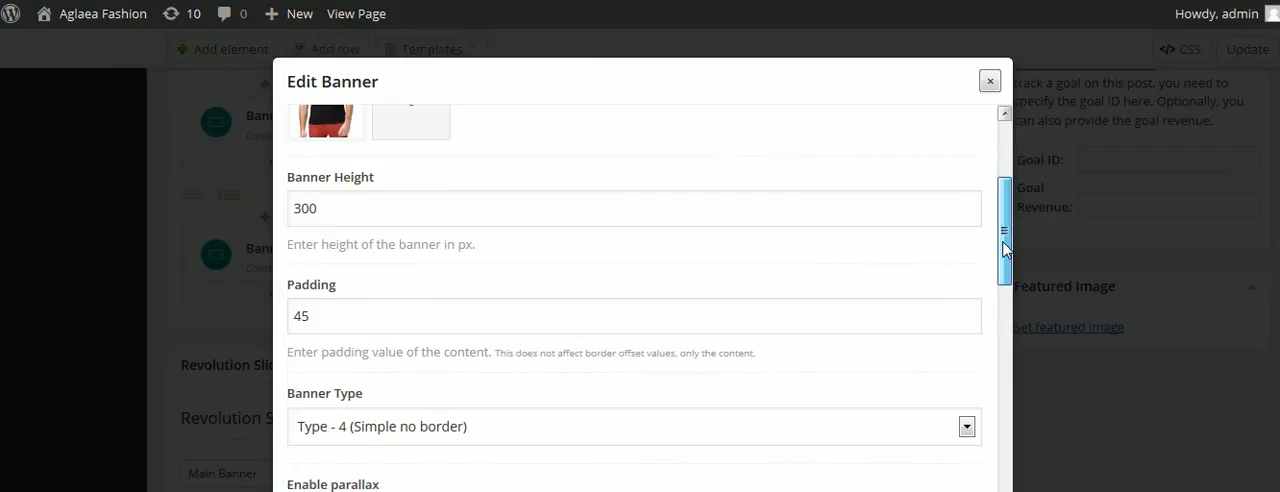 Aglaea Fashion 10 0 New View Page Howdy, admin
Add element Add row Templates CSS Update
Edit Banner
track a goal on this post, you need to
specify the goal ID here. Optionally, you
can also provide the goal revenue.
Goal ID:
Goal
Revenue:
Banner Height
300
Enter height of the banner in px.
Padding
45
Enter padding value of the content. This does not affect border offset values, only the content.
Banner Type
Type - 4 (Simple no border)
Enable parallax
Featured Image
Set featured image
Revolution Sli
Revolution S
Main Banner